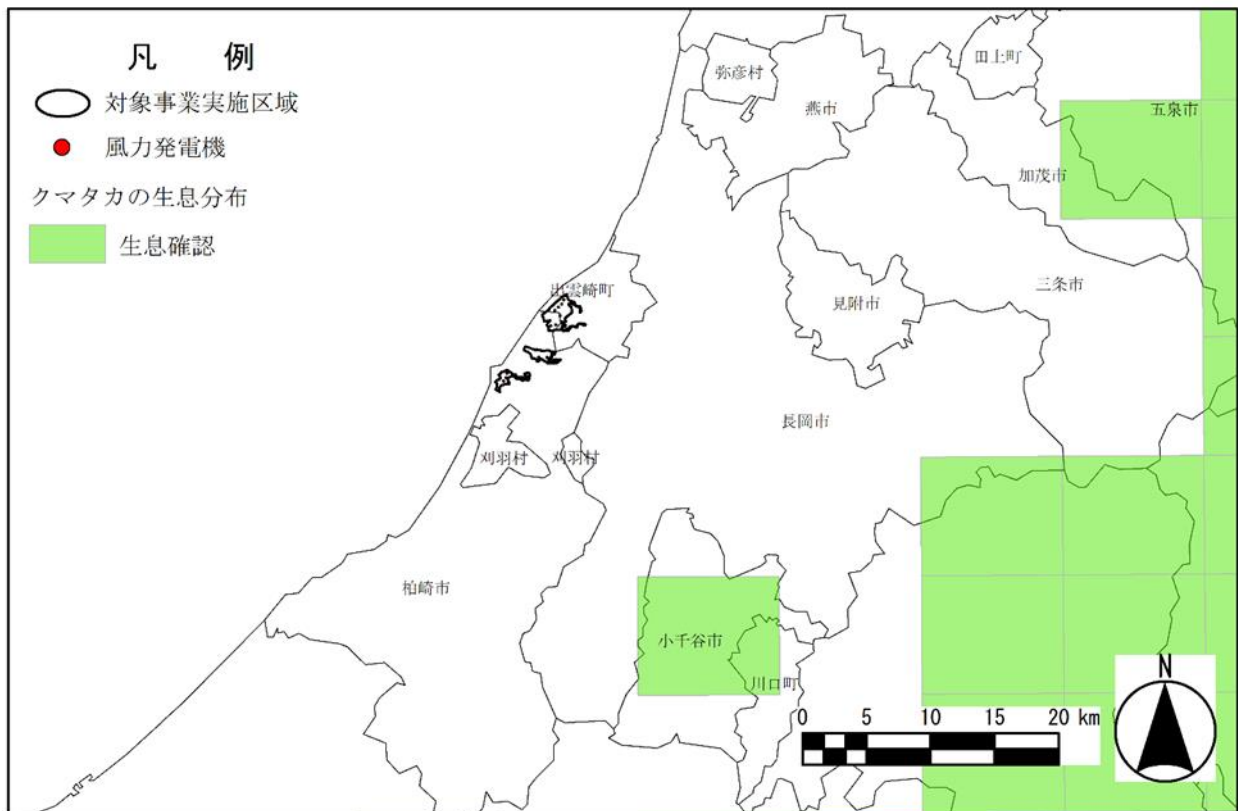 凡 例
対象事業実施区域
風力発電機
クマタカの生息分布
生息確認
弥彦村
田上町
燕市
五泉市
加茂市
出雲崎町
見附市
三条市
長岡市
刈羽村
刈羽村
柏崎市
小千谷市
川口町
N
0 5 10 15 20 km